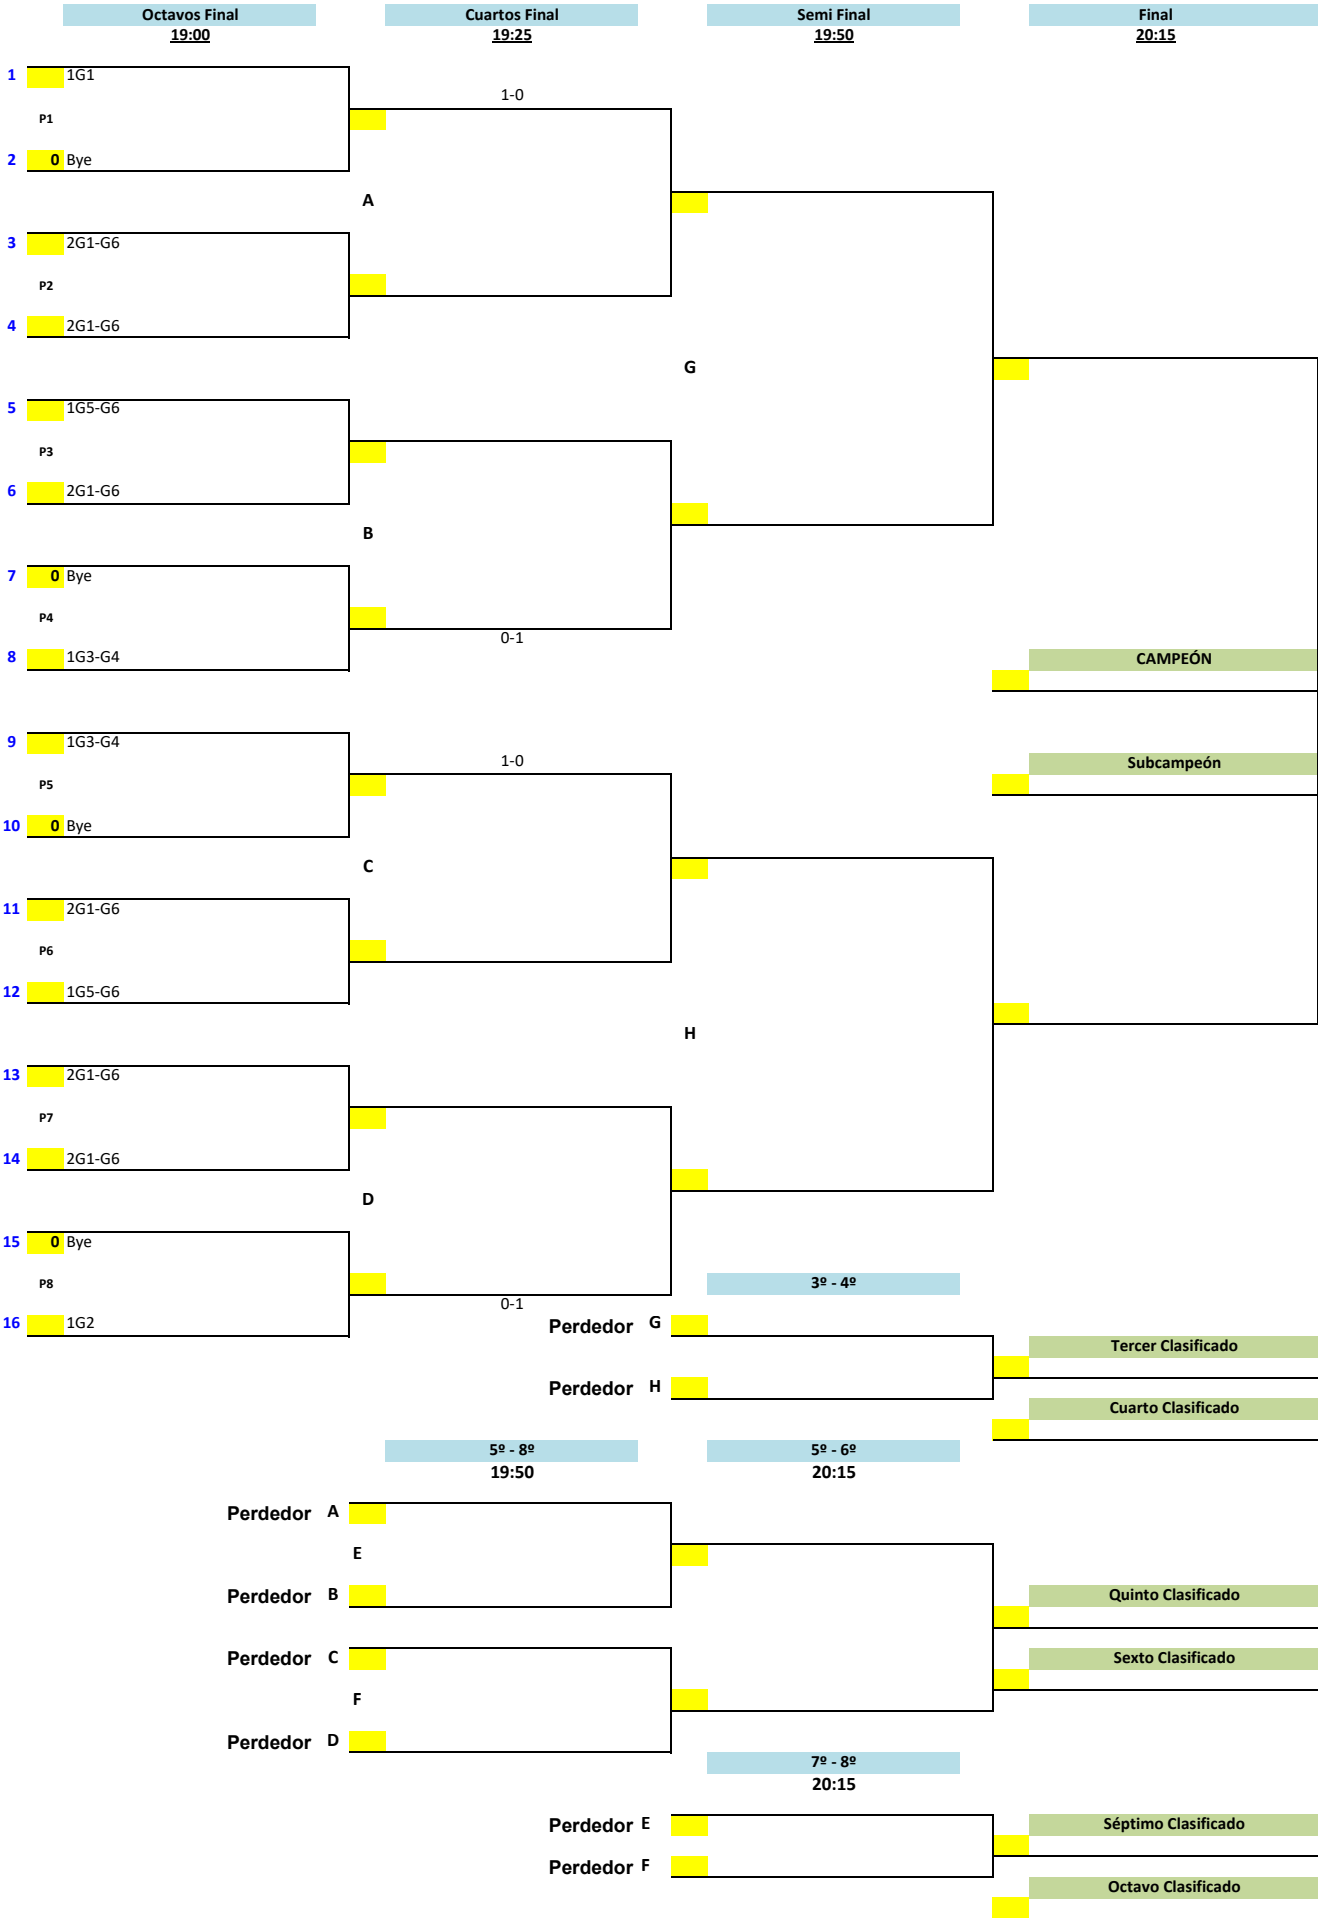 Octavos Final Cuartos Final Semi Final Final
19:00 19:25 19:50 20:15
1 1G1
1-0
P1
2 0 Bye
A
3 2G1-G6
P2
4 2G1-G6
G
5 1G5-G6
P3
6 2G1-G6
B
7 0 Bye
P4
0-1
8 1G3-G4 CAMPEÓN
9 1G3-G4
1-0 Subcampeón
P5
10 0 Bye
C
11 2G1-G6
P6
12 1G5-G6
H
13 2G1-G6
P7
14 2G1-G6
D
15 0 Bye
P8 3º - 4º
0-1
16 1G2 Perdedor G
Tercer Clasificado
Perdedor H
Cuarto Clasificado
5º - 8º 5º - 6º
19:50 20:15
Perdedor A
E
Perdedor B Quinto Clasificado
Perdedor C Sexto Clasificado
F
Perdedor D
7º - 8º
20:15
Perdedor E Séptimo Clasificado
Perdedor F
Octavo Clasificado